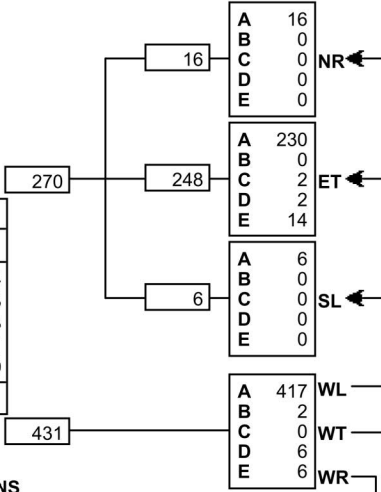 A 16
B 0
16 C 0 NR
D 0
E 0
A 230
B 0
270 248 C 2 ET
D 2
E 14
A 6
B 0
6 C 0 SL
D 0
E 0
A 417 WL
B 2
431 C 0 WT
D 6
E 6 WR
NS